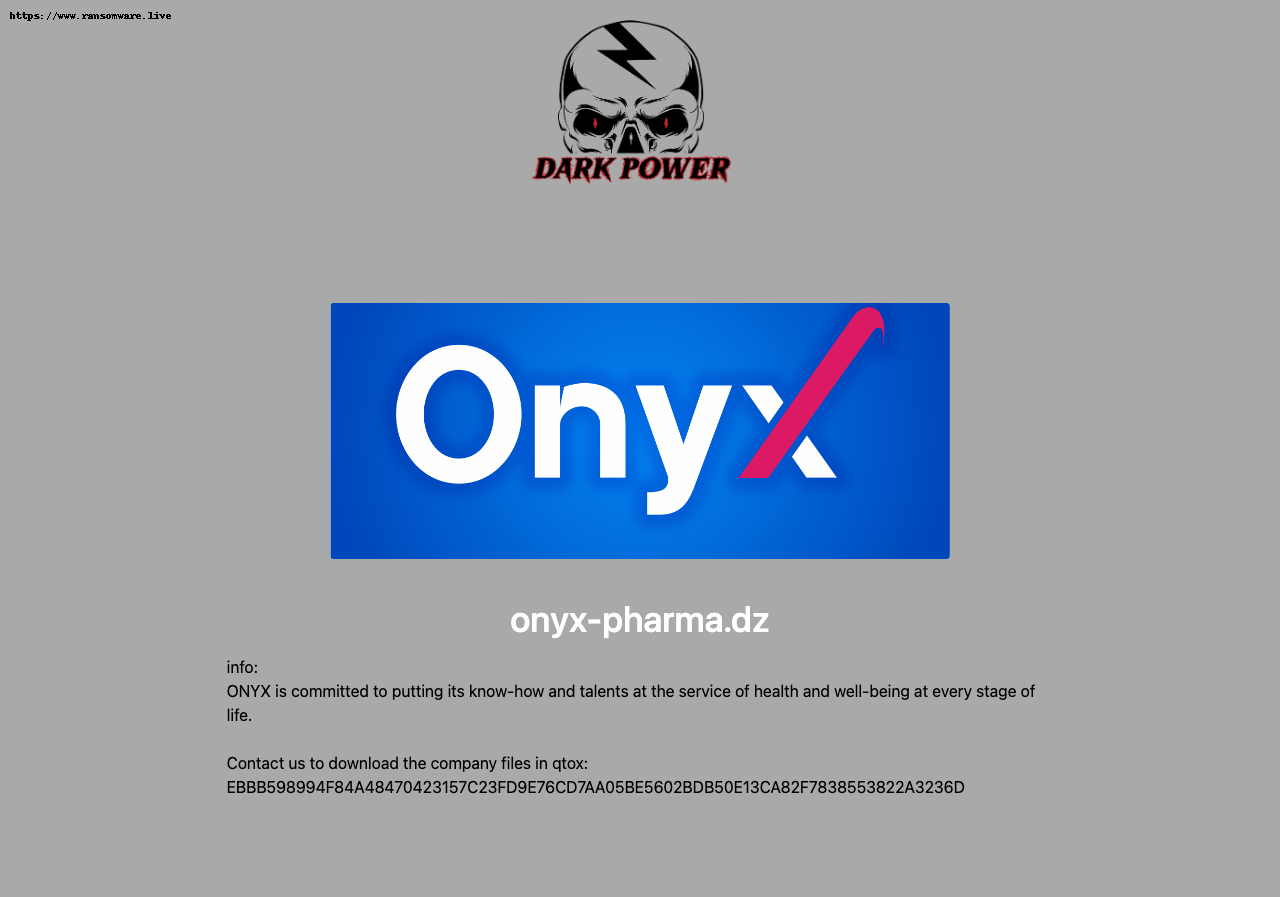 https://www.ransomware.live
DARK POWER
Onyx
onyx-pharma.dz
info:
ONYX is committed to putting its know-how and talents at the service of health and well-being at every stage of
life.
Contact us to download the company files in qtox:
EBBB598994F84A48470423157C23FD9E76CD7AA05BE5602BDB50E13CA82F7838553822A3236D